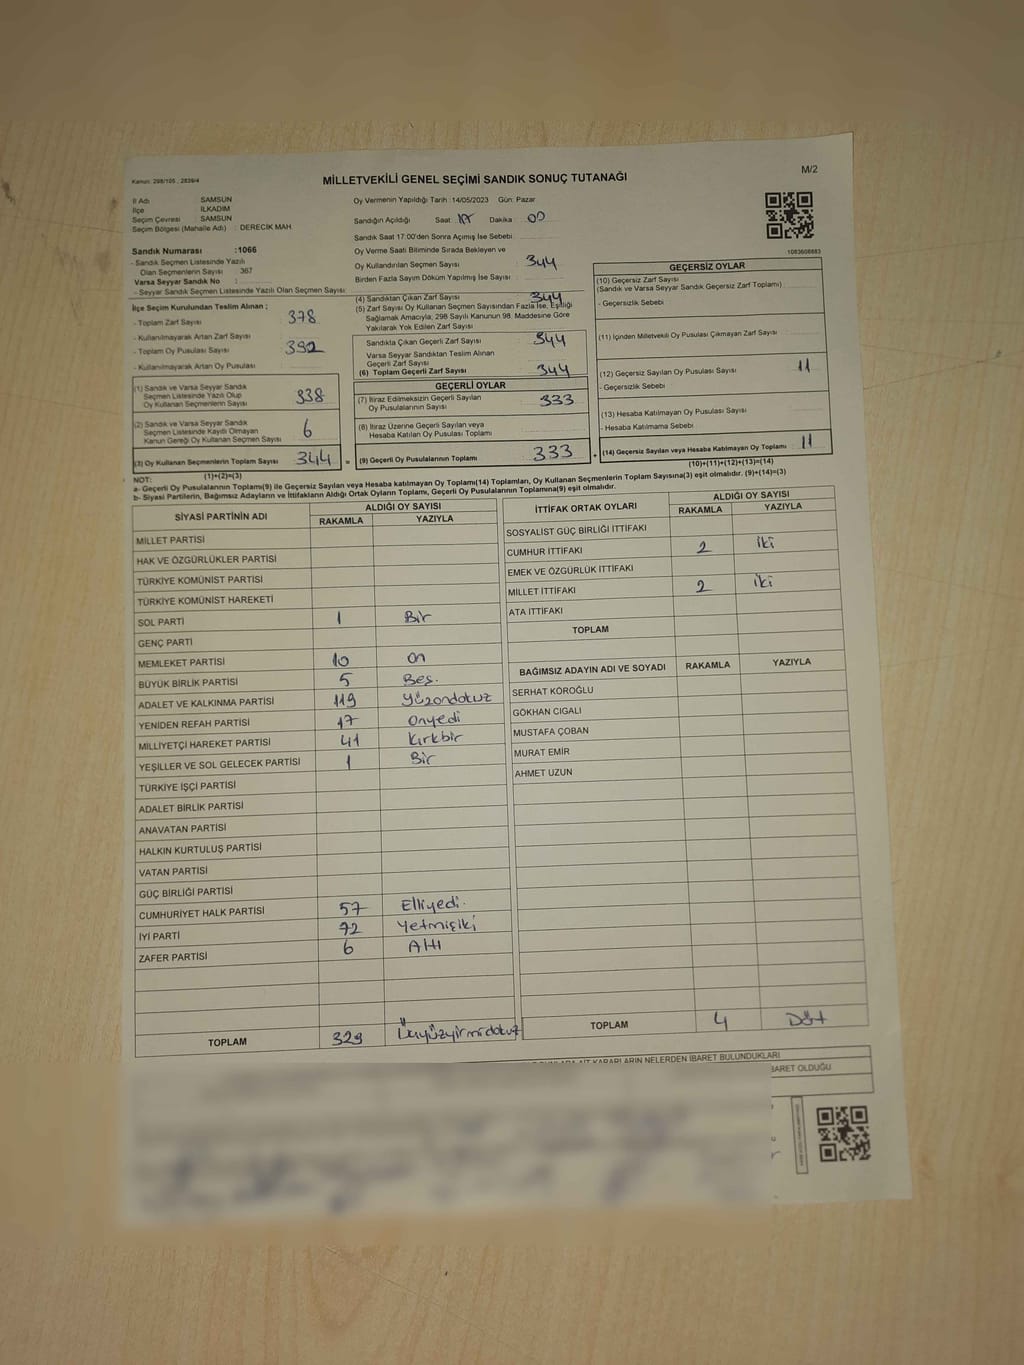 Kanun: 298/105 , 2839/4
MİLLETVEKİLİ GENEL SEÇİMİ SANDIK SONUÇ TUTANAĞI
M/2
İl Adı SAMSUN
İlçe İLKADIM
Seçim Çevresi SAMSUN
Seçim Bölgesi (Mahalle Adı) : DERECİK MAH
Sandık Numarası :1066
- Sandık Seçmen Listesinde Yazılı
Olan Seçmenlerin Sayısı : 367
Varsa Seyyar Sandık No :
- Seyyar Sandık Seçmen Listesinde Yazılı Olan Seçmen Sayısı:
İlçe Seçim Kurulundan Teslim Alınan ;
- Toplam Zarf Sayısı 378
- Kullanılmayarak Artan Zarf Sayısı
- Toplam Oy Pusulası Sayısı 392
- Kullanılmayarak Artan Oy Pusulası
(1) Sandık ve Varsa Seyyar Sandık
Seçmen Listesinde Yazılı Olup
Oy Kullanan Seçmenlerin Sayısı 338
(2) Sandık ve Varsa Seyyar Sandık
Seçmen Listesinde Kaydı Olmayan
Kanun Gereği Oy Kullanan Seçmen Sayısı 6
(3) Oy Kullanan Seçmenlerin Toplam Sayısı 344 =
(1)+(2)=(3)
Oy Vermenin Yapıldığı Tarih :14/05/2023 Gün: Pazar
Sandığın Açıldığı Saat 17 Dakika 00
Sandık Saat 17:00'den Sonra Açımış İse Sebebi
Oy Verme Saati Bitiminde Sırada Bekleyen ve
Oy Kullandırılan Seçmen Sayısı 344
Birden Fazla Sayım Döküm Yapılmış İse Sayısı
(4) Sandıktan Çıkan Zarf Sayısı 344
(5) Zarf Sayısı Oy Kullanan Seçmen Sayısından Fazla İse, Eşitliği
Sağlamak Amacıyla; 298 Sayılı Kanunun 98. Maddesine Göre
Yakılarak Yok Edilen Zarf Sayısı
Sandıkta Çıkan Geçerli Zarf Sayısı 344
Varsa Seyyar Sandıktan Teslim Alınan
Geçerli Zarf Sayısı
(6) Toplam Geçerli Zarf Sayısı 344
GEÇERLİ OYLAR
(7) İtiraz Edilmeksizin Geçerli Sayılan
Oy Pusulalarının Sayısı 333
(8) İtiraz Üzerine Geçerli Sayılan veya
Hesaba Katılan Oy Pusulası Toplamı
(9) Geçerli Oy Pusulalarının Toplamı 333 +
1083608883
GEÇERSİZ OYLAR
(10) Geçersiz Zarf Sayısı
(Sandık ve Varsa Seyyar Sandık Geçersiz Zarf Toplamı)
- Geçersizlik Sebebi
(11) İçinden Milletvekili Oy Pusulası Çıkmayan Zarf Sayısı
(12) Geçersiz Sayılan Oy Pusulası Sayısı 11
- Geçersizlik Sebebi
(13) Hesaba Katılmayan Oy Pusulası Sayısı
- Hesaba Katılmama Sebebi
(14) Geçersiz Sayılan veya Hesaba Katılmayan Oy Toplamı 11
(10)+(11)+(12)+(13)=(14)
NOT:
a- Geçerli Oy Pusulalarının Toplamı(9) ile Geçersiz Sayılan veya Hesaba Katılmayan Oy Toplamı(14) Toplamları, Oy Kullanan Seçmenlerin Toplam Sayısına(3) eşit olmalıdır. (9)+(14)=(3)
b- Siyasi Partilerin, Bağımsız Adayların ve İttifakların Aldığı Ortak Oyların Toplamı, Geçerli Oy Pusulalarının Toplamına(9) eşit olmalıdır.
SİYASİ PARTİNİN ADI ALDIĞI OY SAYISI
RAKAMLA YAZIYLA
MİLLET PARTİSİ
HAK VE ÖZGÜRLÜKLER PARTİSİ
TÜRKİYE KOMÜNİST PARTİSİ
TÜRKİYE KOMÜNİST HAREKETİ
SOL PARTİ 1 Bir
GENÇ PARTİ
MEMLEKET PARTİSİ 10 On
BÜYÜK BİRLİK PARTİSİ 5 Beş.
ADALET VE KALKINMA PARTİSİ 119 Yüzondokuz
YENİDEN REFAH PARTİSİ 17 Onyedi
MİLLİYETÇİ HAREKET PARTİSİ 41 Kırkbir
YEŞİLLER VE SOL GELECEK PARTİSİ 1 Bir
TÜRKİYE İŞÇİ PARTİSİ
ADALET BİRLİK PARTİSİ
ANAVATAN PARTİSİ
HALKIN KURTULUŞ PARTİSİ
VATAN PARTİSİ
GÜÇ BİRLİĞİ PARTİSİ
CUMHURİYET HALK PARTİSİ 57 Elliyedi.
İYİ PARTİ 72 Yetmişiki
ZAFER PARTİSİ 6 Altı
TOPLAM 329 Üçyüzyirmidokuz
İTTİFAK ORTAK OYLARI ALDIĞI OY SAYISI
RAKAMLA YAZIYLA
SOSYALİST GÜÇ BİRLİĞİ İTTİFAKI
CUMHUR İTTİFAKI 2 İki
EMEK VE ÖZGÜRLÜK İTTİFAKI
MİLLET İTTİFAKI 2 İki
ATA İTTİFAKI
TOPLAM
BAĞIMSIZ ADAYIN ADI VE SOYADI RAKAMLA YAZIYLA
SERHAT KÖROĞLU
GÖKHAN CIGALI
MUSTAFA ÇOBAN
MURAT EMİR
AHMET UZUN
TOPLAM 4 Dört
AİT KARARLARIN NELERDEN İBARET BULUNDUKLARI
İBARET OLDUĞU